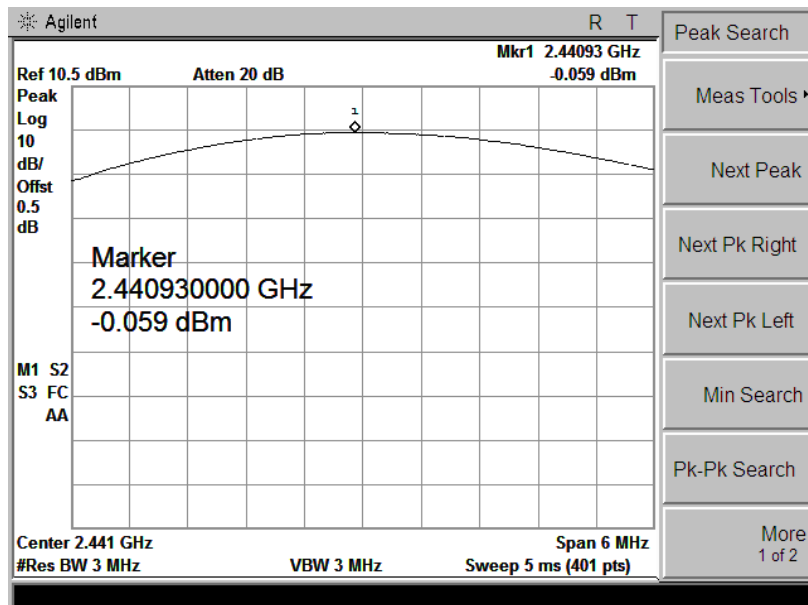 Agilent R T
Mkr1 2.44093 GHz
Ref 10.5 dBm Atten 20 dB -0.059 dBm
Peak
Log
10
dB/
Offst
0.5
dB
1
Marker
2.440930000 GHz
-0.059 dBm
M1 S2
S3 FC
AA
Center 2.441 GHz Span 6 MHz
#Res BW 3 MHz VBW 3 MHz Sweep 5 ms (401 pts)
Peak Search
Meas Tools
Next Peak
Next Pk Right
Next Pk Left
Min Search
Pk-Pk Search
More
1 of 2